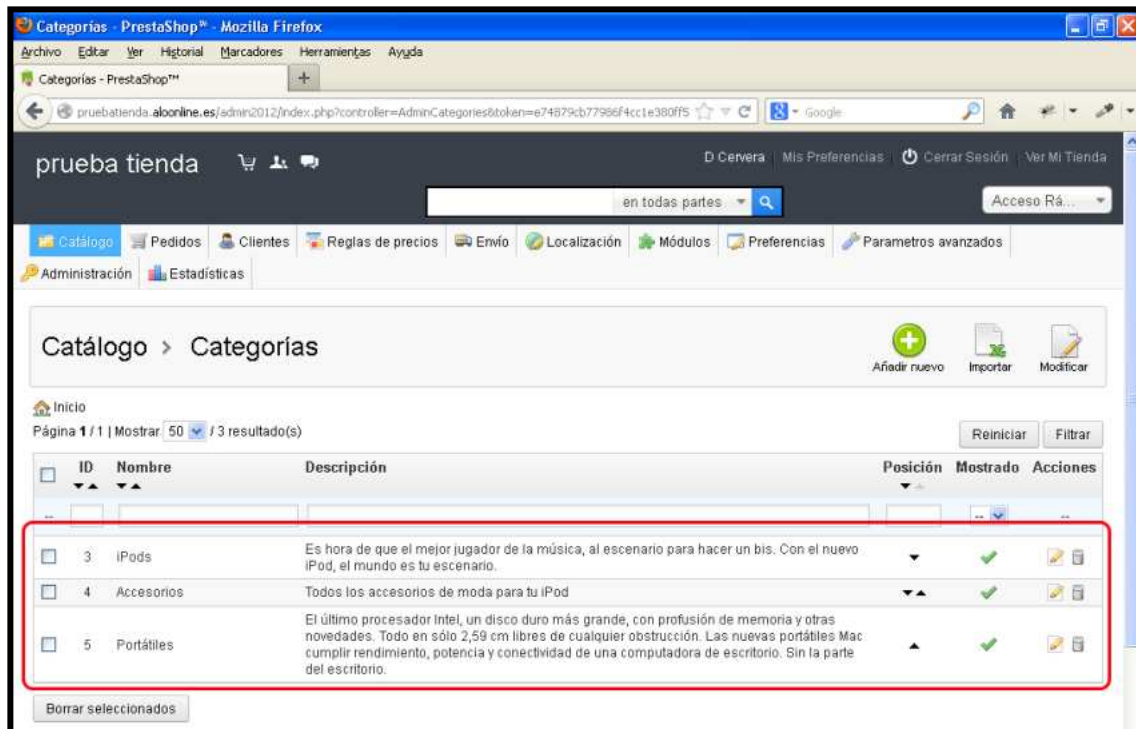 Categorías - PrestaShop™ - Mozilla Firefox
Archivo Editar Ver Historial Marcadores Herramientas Ayuda
Categorías - PrestaShop™
pruebatienda.aloonline.es/admin2012/index.php?controller=AdminCategories&token=e74879cb77986f4cc1e380ff5 Google
prueba tienda D Cervera Mis Preferencias Cerrar Sesión Ver Mi Tienda
en todas partes Acceso Rá...
Catálogo Pedidos Clientes Reglas de precios Envío Localización Módulos Preferencias Parametros avanzados
Administración Estadísticas
Catálogo > Categorías
Añadir nuevo Importar Modificar
Inicio
Página 1 / 1 | Mostrar 50 / 3 resultado(s)
Reiniciar Filtrar
ID Nombre Descripción Posición Mostrado Acciones
-- -- --
3 iPods Es hora de que el mejor jugador de la música, al escenario para hacer un bis. Con el nuevo
iPod, el mundo es tu escenario.
4 Accesorios Todos los accesorios de moda para tu iPod
El último procesador Intel, un disco duro más grande, con profusión de memoria y otras
novedades. Todo en sólo 2,59 cm libres de cualquier obstrucción. Las nuevas portátiles Mac
5 Portátiles cumplir rendimiento, potencia y conectividad de una computadora de escritorio. Sin la parte
del escritorio.
Borrar seleccionados